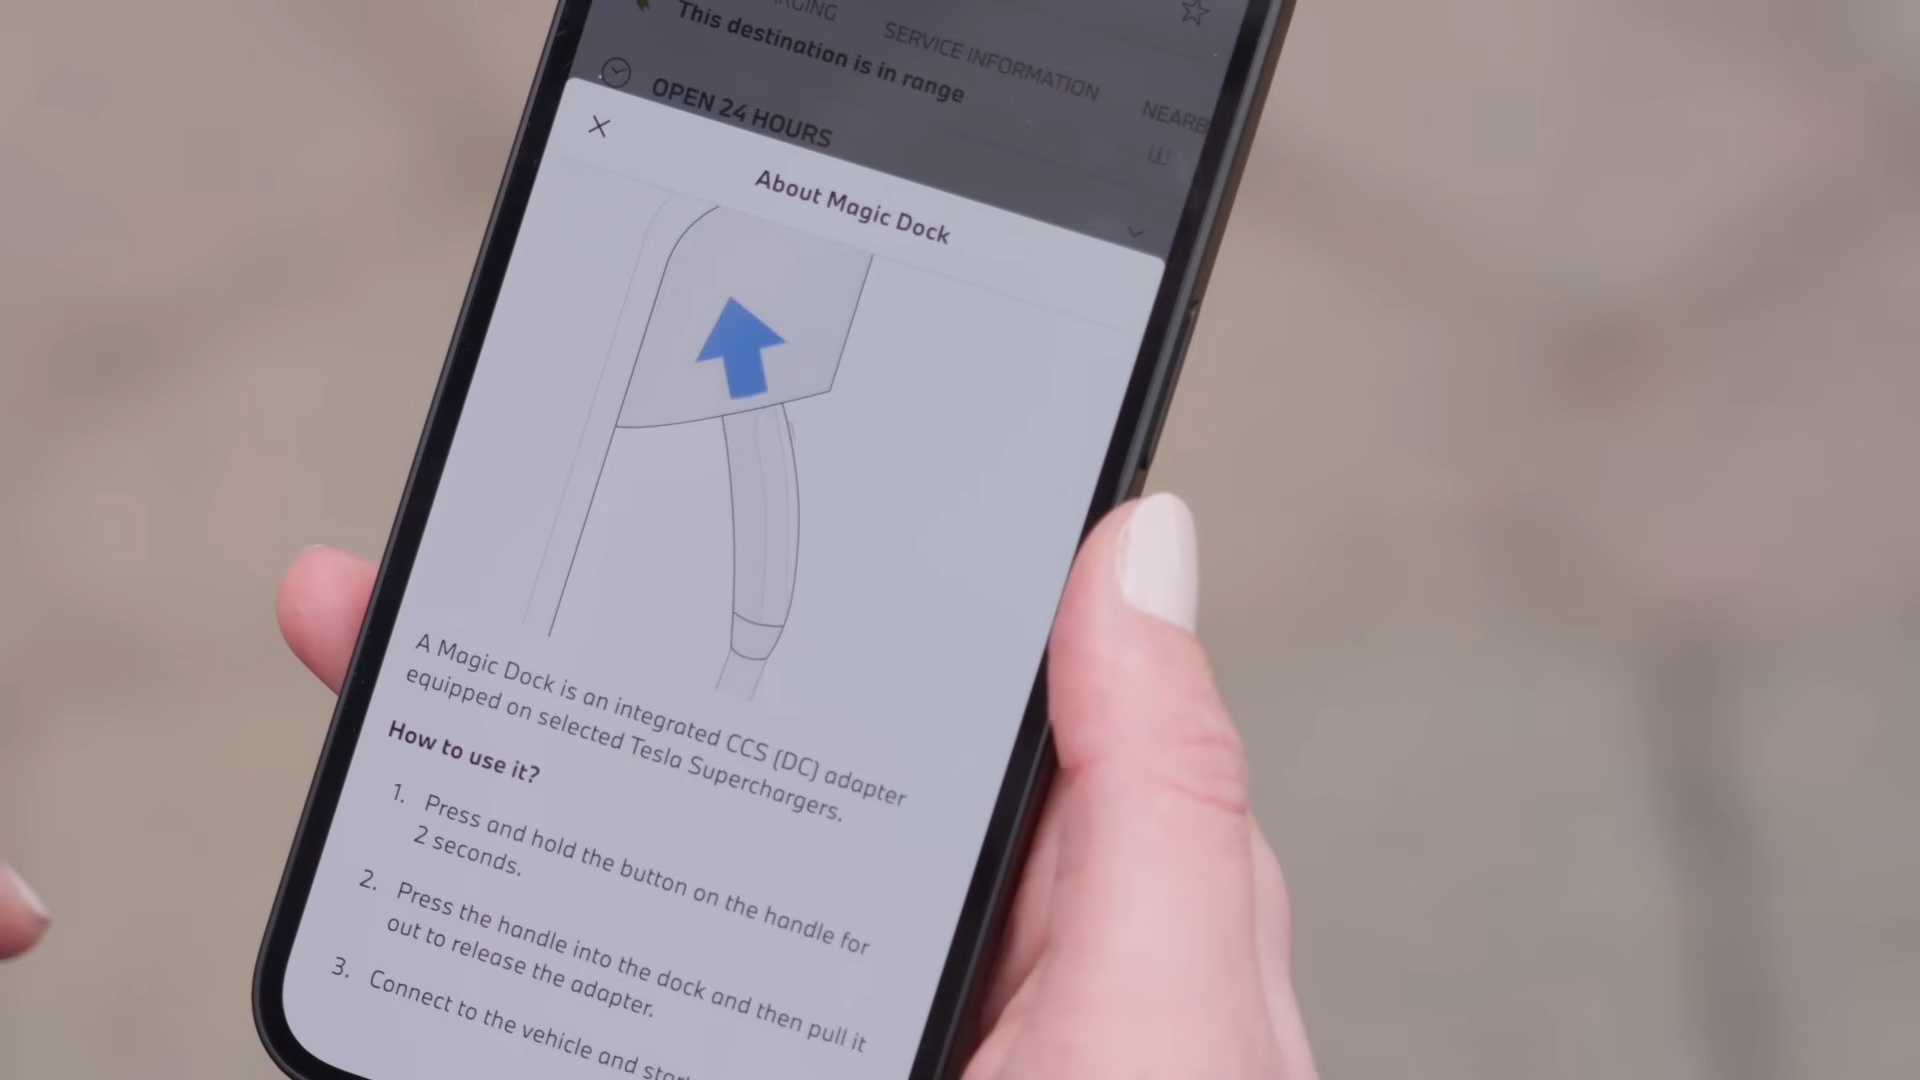 SERVICE INFORMATION
This destination is in range
OPEN 24 HOURS
About Magic Dock
A Magic Dock is an integrated CCS (DC) adapter
equipped on selected Tesla Superchargers.
How to use it?
1. Press and hold the button on the handle for
2 seconds.
2. Press the handle into the dock and then pull it
out to release the adapter.
3. Connect to the vehicle and